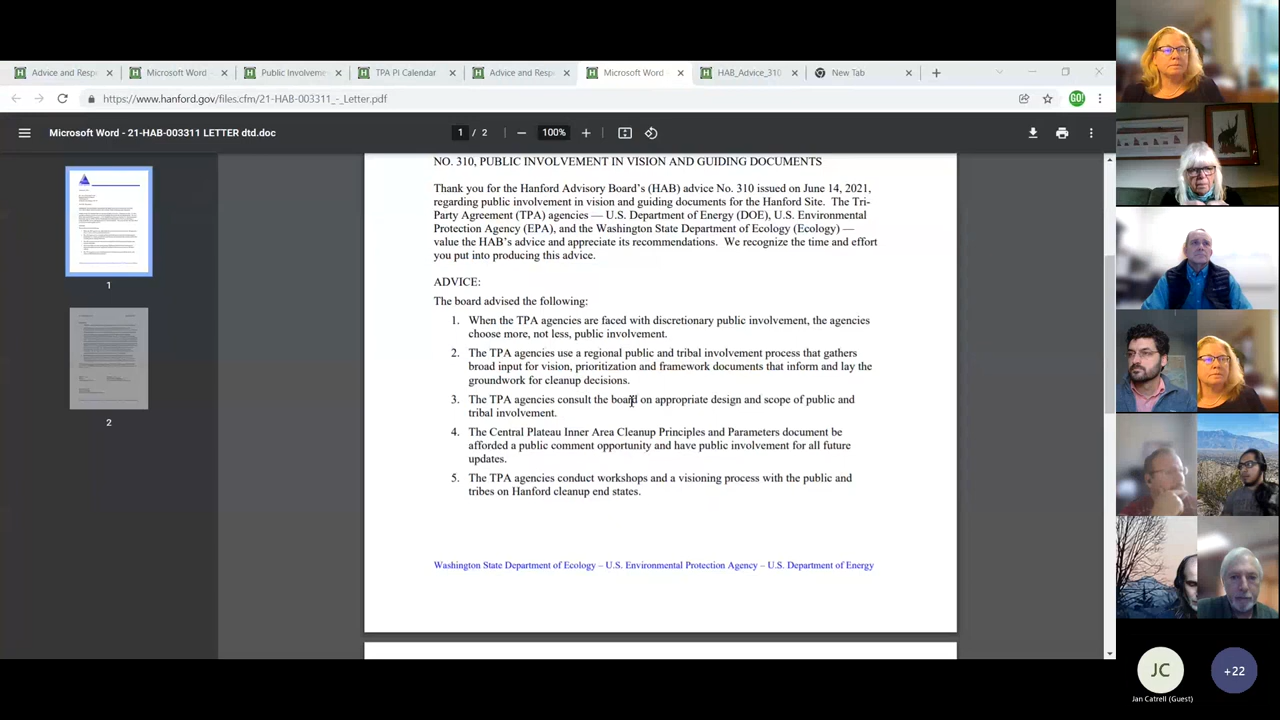 Advice and Resp
Microsoft Word -
Public Involveme
TPA PI Calendar
Advice and Resp
Microsoft Word
HAB_Advice_310
New Tab
https://www.hanford.gov/files.cfm/21-HAB-003311_-_Letter.pdf
GO!
Microsoft Word - 21-HAB-003311 LETTER dtd.doc
1 / 2
100%
1
2
NO. 310, PUBLIC INVOLVEMENT IN VISION AND GUIDING DOCUMENTS
Thank you for the Hanford Advisory Board's (HAB) advice No. 310 issued on June 14, 2021,
regarding public involvement in vision and guiding documents for the Hanford Site. The Tri-
Party Agreement (TPA) agencies — U.S. Department of Energy (DOE), U.S. Environmental
Protection Agency (EPA), and the Washington State Department of Ecology (Ecology) —
value the HAB's advice and appreciate its recommendations. We recognize the time and effort
you put into producing this advice.
ADVICE:
The board advised the following:
1. When the TPA agencies are faced with discretionary public involvement, the agencies
choose more, not less, public involvement.
2. The TPA agencies use a regional public and tribal involvement process that gathers
broad input for vision, prioritization and framework documents that inform and lay the
groundwork for cleanup decisions.
3. The TPA agencies consult the board on appropriate design and scope of public and
tribal involvement.
4. The Central Plateau Inner Area Cleanup Principles and Parameters document be
afforded a public comment opportunity and have public involvement for all future
updates.
5. The TPA agencies conduct workshops and a visioning process with the public and
tribes on Hanford cleanup end states.
Washington State Department of Ecology – U.S. Environmental Protection Agency – U.S. Department of Energy
JC
+22
Jan Catrell (Guest)